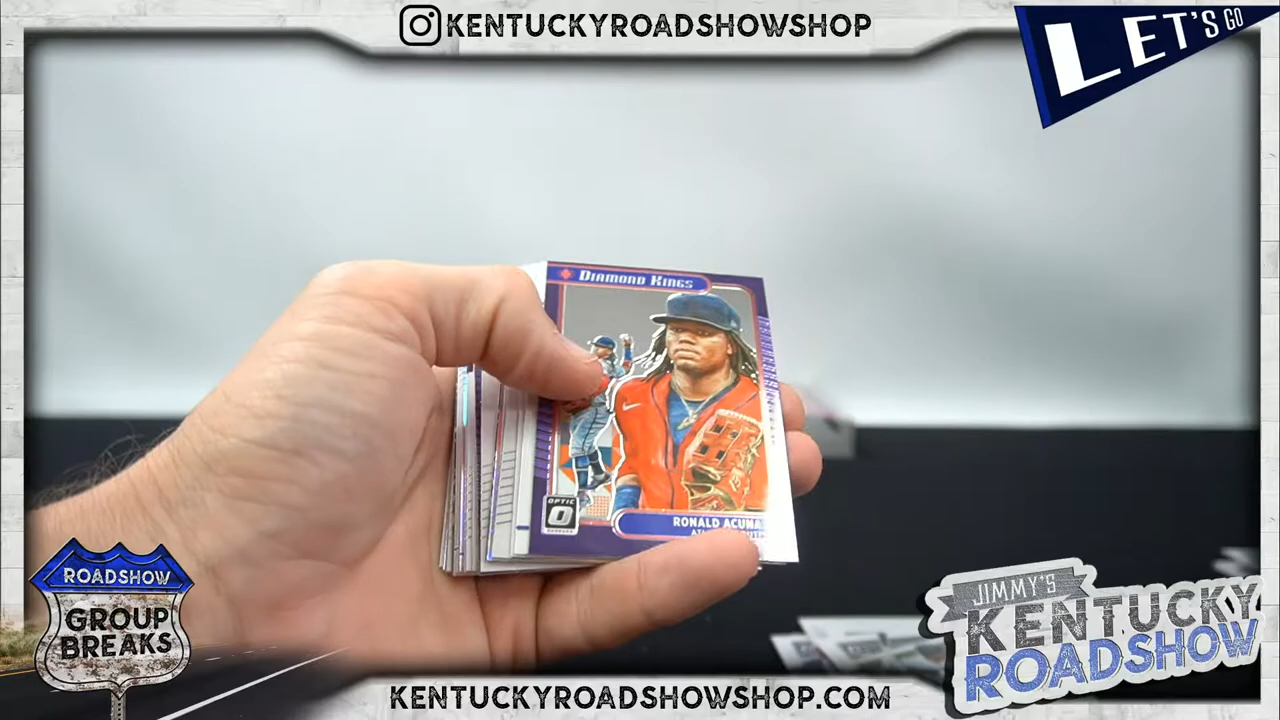 KENTUCKYROADSHOWSHOP
LET'S GO
DIAMOND KINGS
OPTIC
RONALD ACUNA
ROADSHOW
GROUP
BREAKS
JIMMY'S
KENTUCKY
ROADSHOW
KENTUCKYROADSHOWSHOP.COM